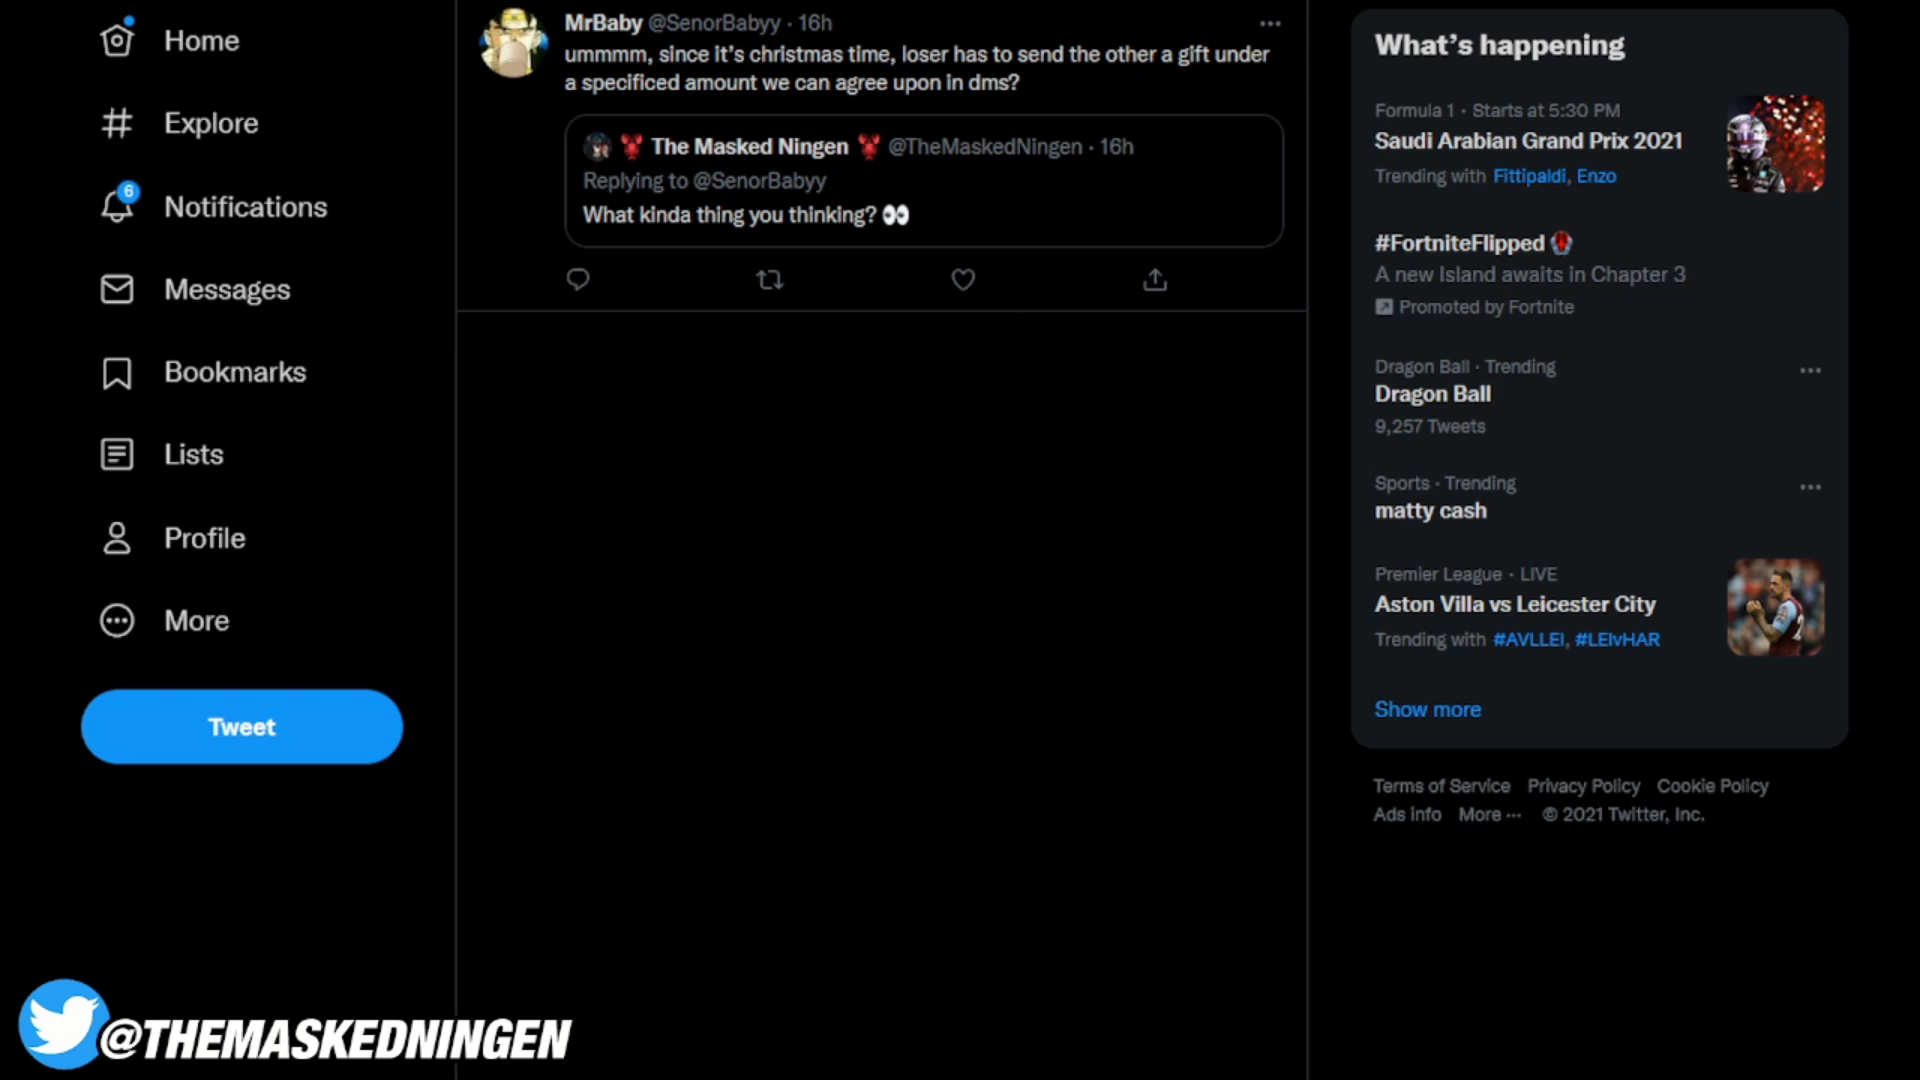 Home
Explore
6
Notifications
Messages
Bookmarks
Lists
Profile
More
Tweet
MrBaby @SenorBabyy · 16h
ummmm, since it's christmas time, loser has to send the other a gift under
a specificed amount we can agree upon in dms?
The Masked Ningen @TheMaskedNingen · 16h
Replying to @SenorBabyy
What kinda thing you thinking?
What's happening
Formula 1 · Starts at 5:30 PM
Saudi Arabian Grand Prix 2021
Trending with Fittipaldi, Enzo
#FortniteFlipped
A new Island awaits in Chapter 3
Promoted by Fortnite
Dragon Ball · Trending
Dragon Ball
9,257 Tweets
Sports · Trending
matty cash
Premier League · LIVE
Aston Villa vs Leicester City
Trending with #AVLLEI, #LEIvHAR
Show more
Terms of Service Privacy Policy Cookie Policy
Ads info More ··· © 2021 Twitter, Inc.
@THEMASKEDNINGEN